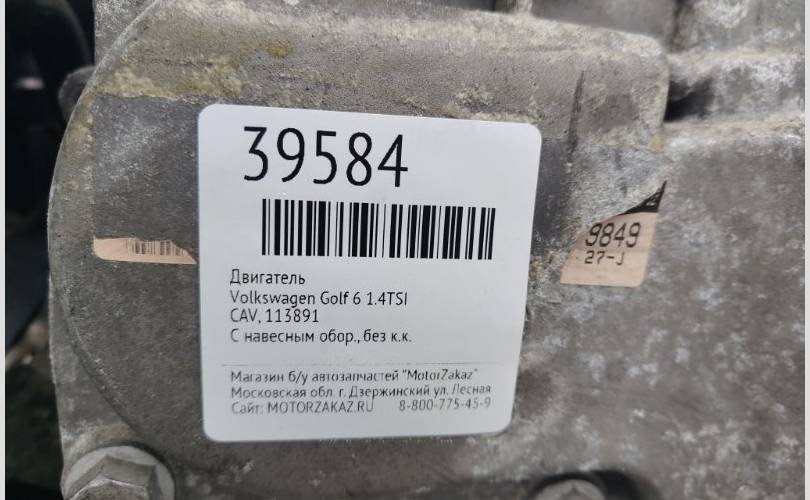 39584
Двигатель
Volkswagen Golf 6 1.4TSI
CAV, 113891
С навесным обор., без к.к.
Магазин б/у автозапчастей "MotorZakaz"
Московская обл. г. Дзержинский ул. Лесная
Сайт: MOTORZAKAZ.RU 8-800-775-45-9
9849
27-J